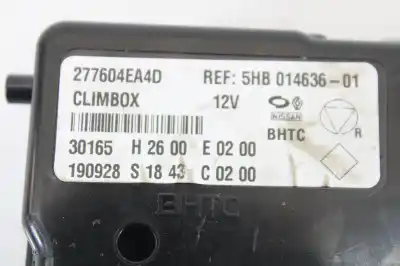 277604EA4D REF: 5HB 014636-01
CLIMBOX 12V NISSAN
BHTC R
30165 H 26 00 E 02 00
190928 S 18 43 C 02 00
BHTC